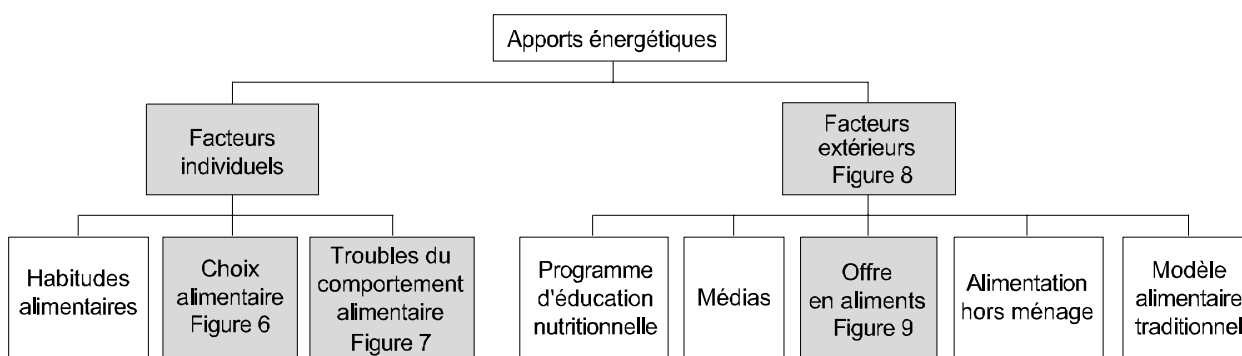 Apports énergétiques
Facteurs
individuels
Facteurs
extérieurs
Figure 8
Habitudes
alimentaires
Choix
alimentaire
Figure 6
Troubles du
comportement
alimentaire
Figure 7
Programme
d'éducation
nutritionnelle
Médias
Offre
en aliments
Figure 9
Alimentation
hors ménage
Modèle
alimentaire
traditionnel